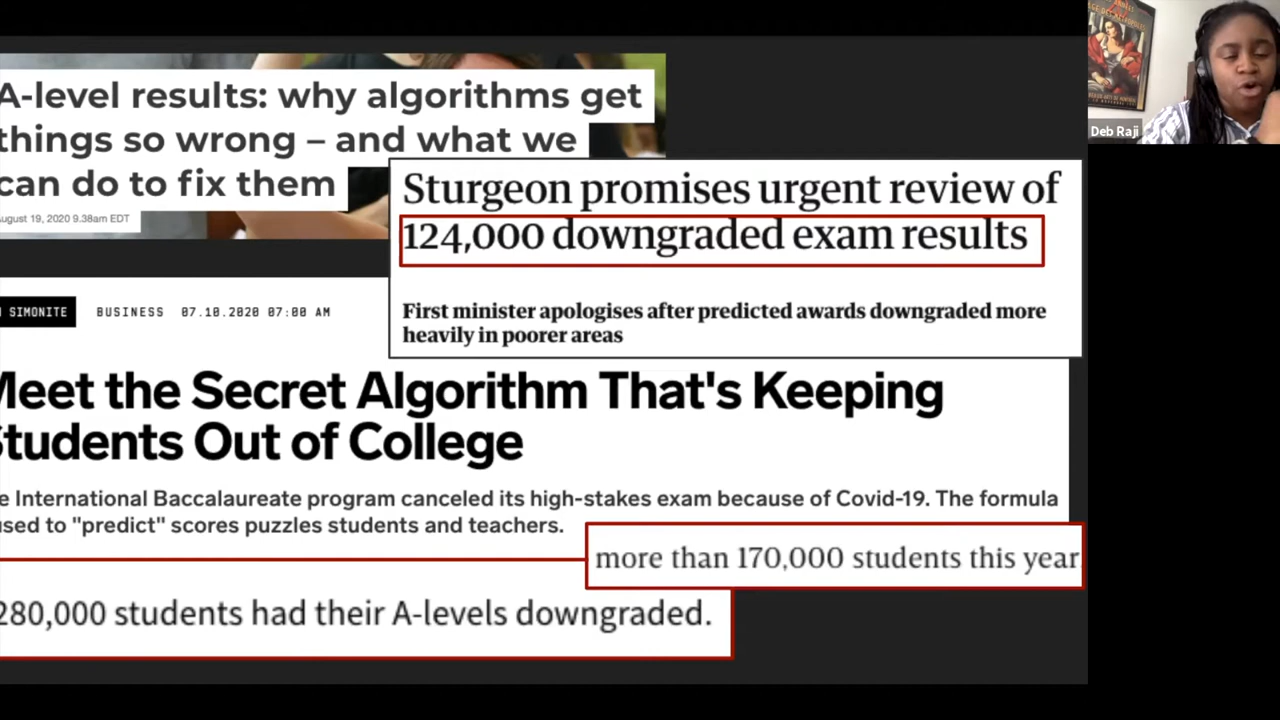 A-level results: why algorithms get
things so wrong – and what we
can do to fix them
ugust 19, 2020 9.38am EDT
Sturgeon promises urgent review of
124,000 downgraded exam results
First minister apologises after predicted awards downgraded more
heavily in poorer areas
SIMONITE BUSINESS 07.10.2020 07:00 AM
Meet the Secret Algorithm That's Keeping
Students Out of College
e International Baccalaureate program canceled its high-stakes exam because of Covid-19. The formula
used to "predict" scores puzzles students and teachers.
more than 170,000 students this year
280,000 students had their A-levels downgraded.
Deb Raji